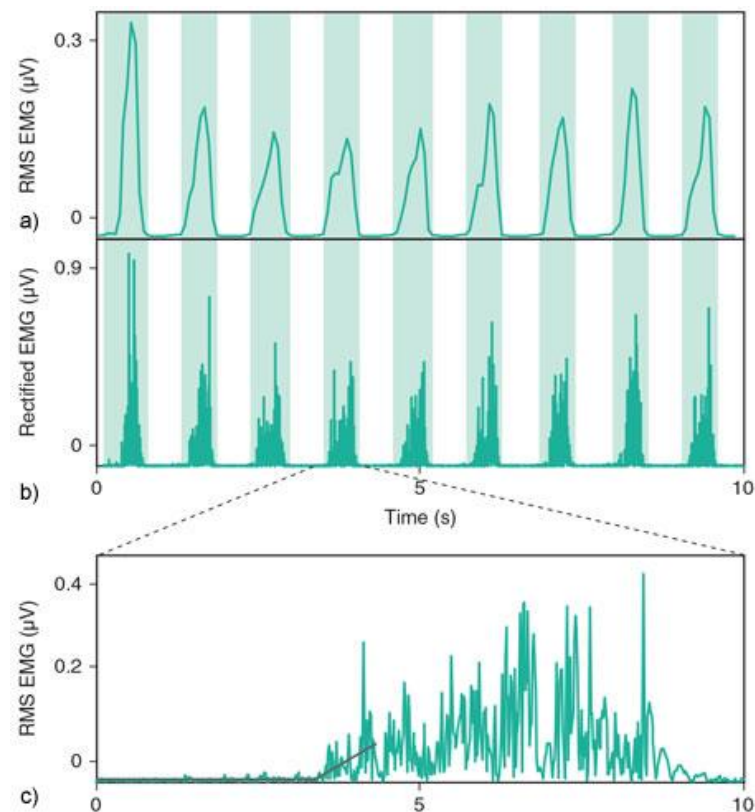 0.3
RMS EMG (µV)
0
a)
0.9
Rectified EMG (µV)
0
b)
0 5 10
Time (s)
0.4
RMS EMG (µV)
0.2
0
c)
0 5 10